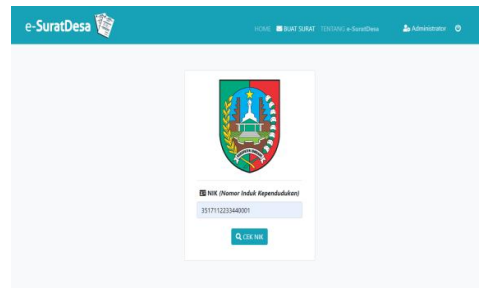 e-SuratDesa
HOME BUAT SURAT TENTANG e-SuratDesa Administrator
NIK (Nomor Induk Kependudukan)
3517112233440001
CEK NIK